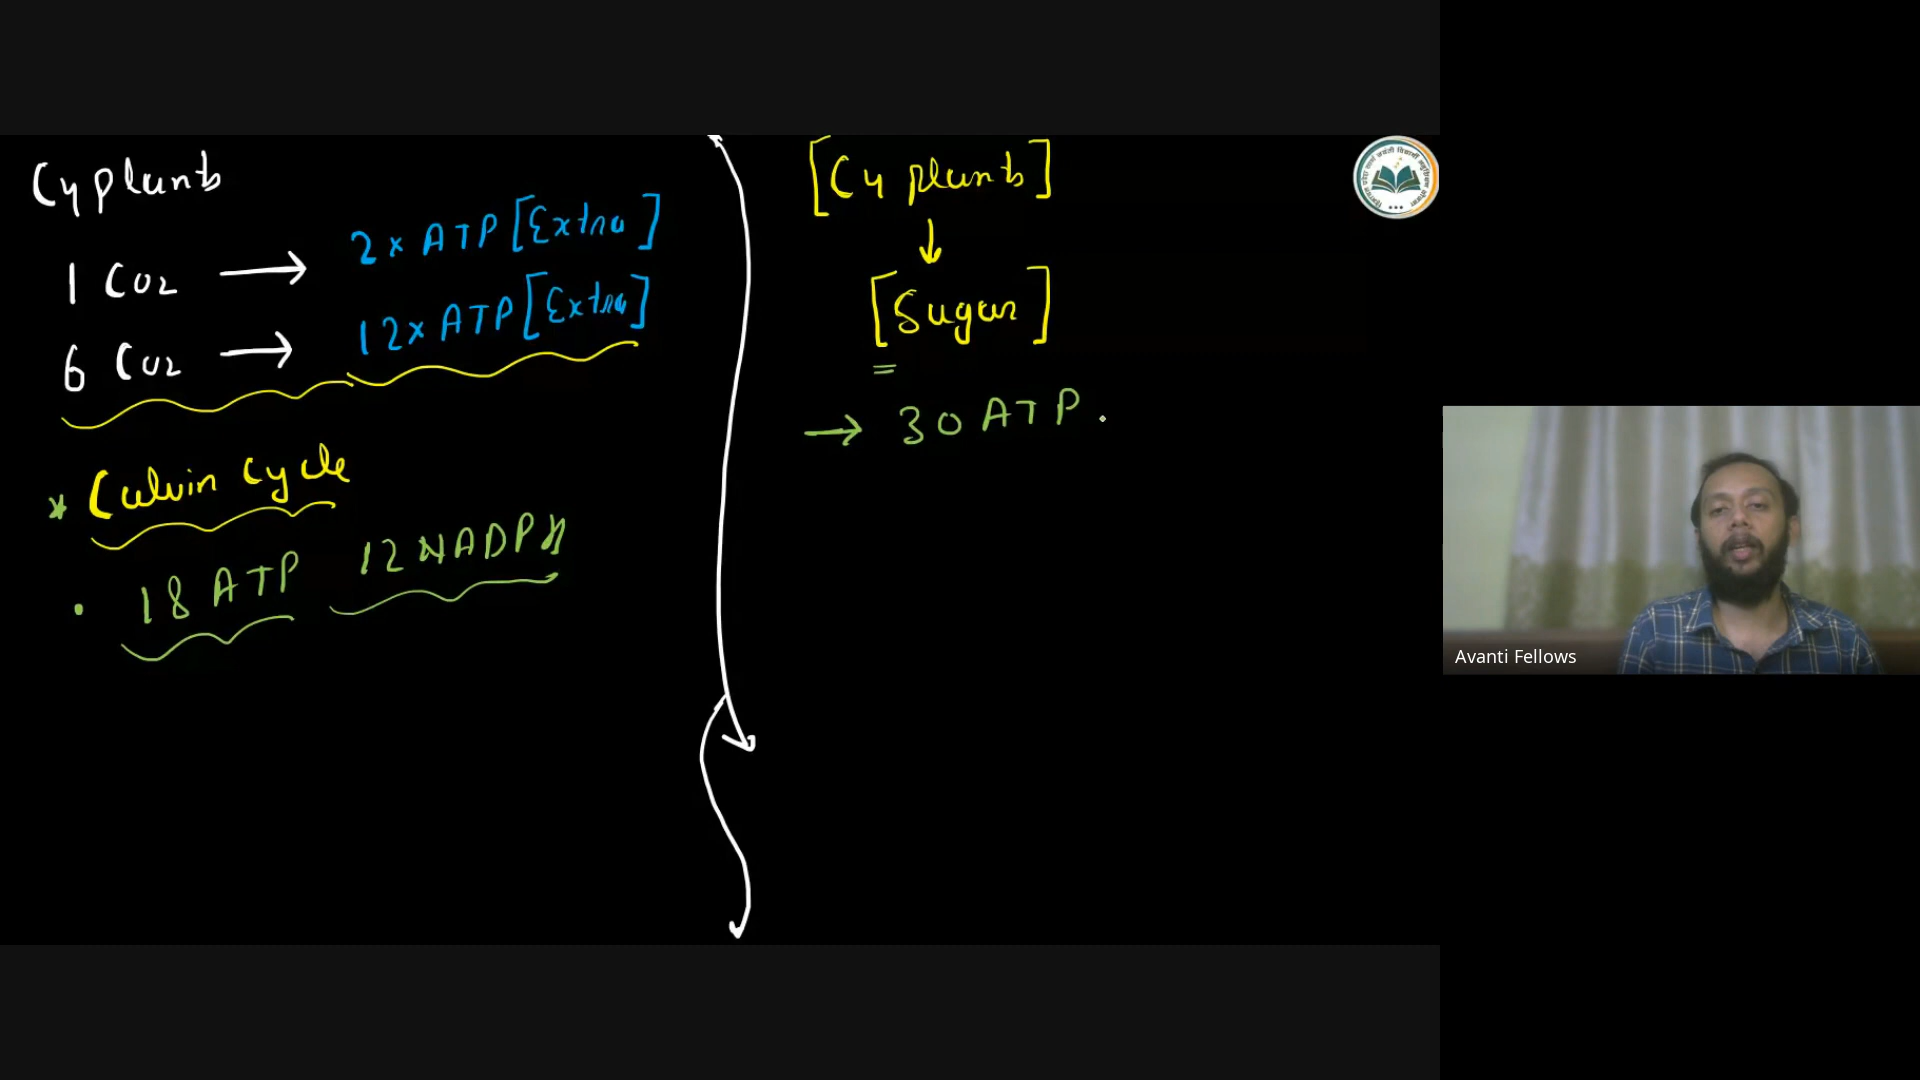 C4 plants
1 CO2 → 2 x ATP [Extra]
6 CO2 → 12 x ATP [Extra]
* Calvin cycle
• 18 ATP 12 NADPH
[C4 plants]
↓
[Sugar]
=
→ 30 ATP .
Avanti Fellows